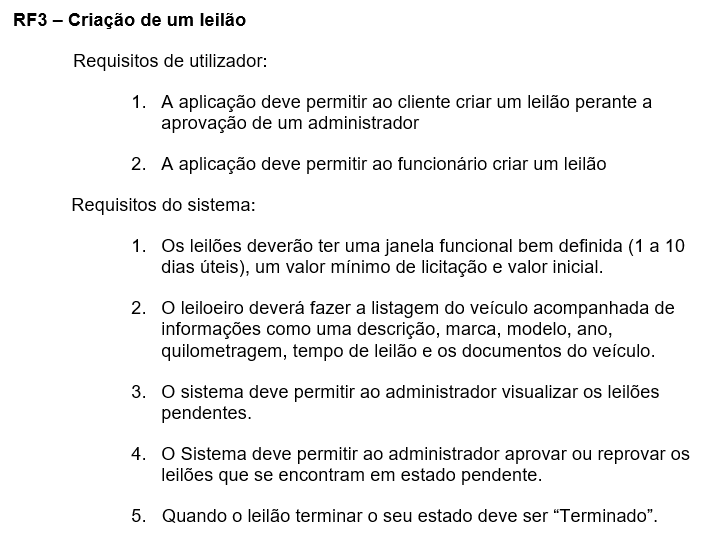 RF3 – Criação de um leilão
Requisitos de utilizador:
1. A aplicação deve permitir ao cliente criar um leilão perante a
aprovação de um administrador
2. A aplicação deve permitir ao funcionário criar um leilão
Requisitos do sistema:
1. Os leilões deverão ter uma janela funcional bem definida (1 a 10
dias úteis), um valor mínimo de licitação e valor inicial.
2. O leiloeiro deverá fazer a listagem do veículo acompanhada de
informações como uma descrição, marca, modelo, ano,
quilometragem, tempo de leilão e os documentos do veículo.
3. O sistema deve permitir ao administrador visualizar os leilões
pendentes.
4. O Sistema deve permitir ao administrador aprovar ou reprovar os
leilões que se encontram em estado pendente.
5. Quando o leilão terminar o seu estado deve ser “Terminado”.